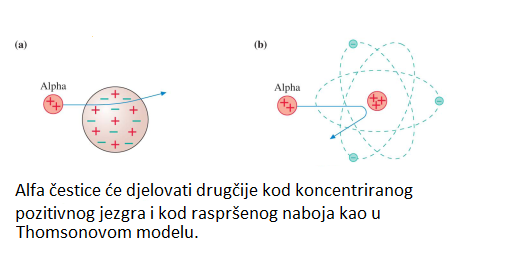 (a)
(b)
Alpha
Alpha
Alfa čestice će djelovati drugčije kod koncentriranog
pozitivnog jezgra i kod raspršenog naboja kao u
Thomsonovom modelu.